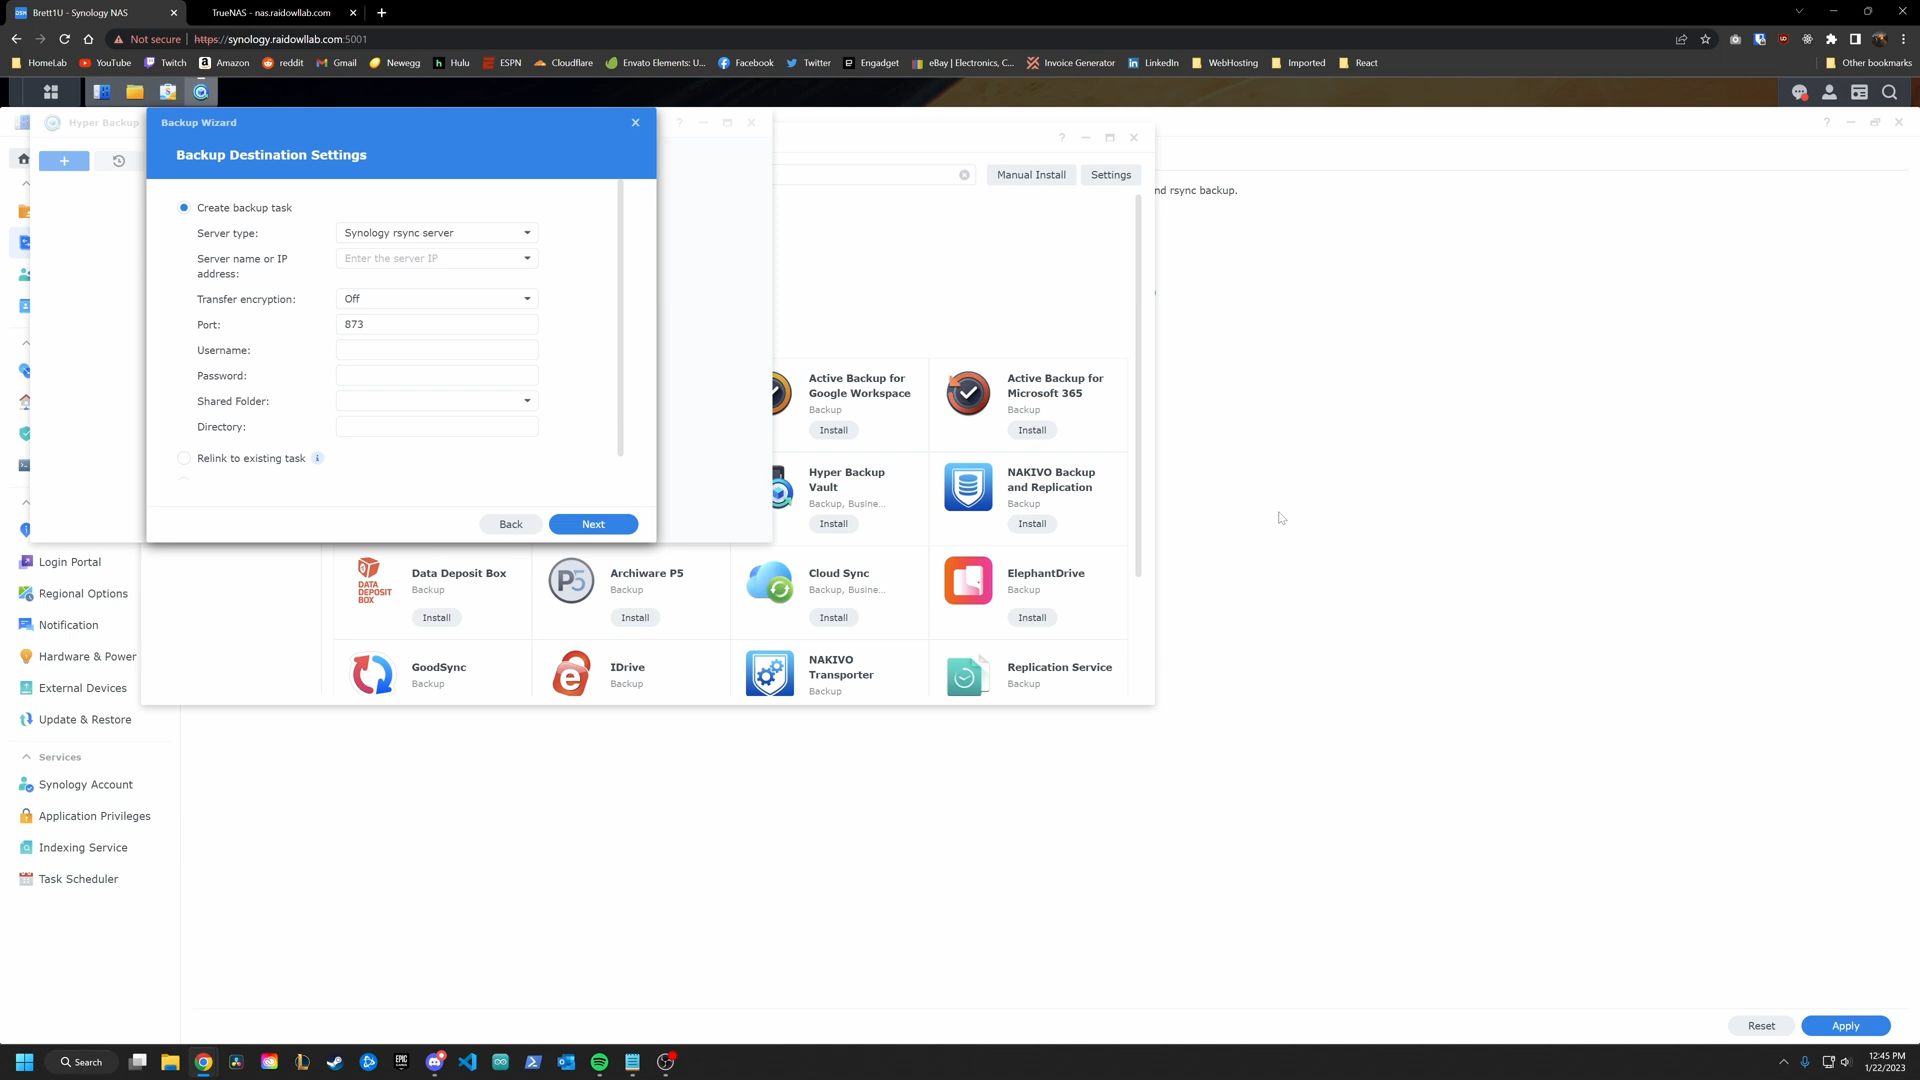 Brett1U - Synology NAS
TrueNAS - nas.raidowllab.com
Not secure
https://synology.raidowllab.com:5001
HomeLab
YouTube
Twitch
Amazon
reddit
Gmail
Newegg
Hulu
ESPN
Cloudflare
Envato Elements: U...
Facebook
Twitter
Engadget
eBay | Electronics, C...
Invoice Generator
LinkedIn
WebHosting
Imported
React
Other bookmarks
Hyper Backup
Backup Wizard
Backup Destination Settings
Create backup task
Server type:
Synology rsync server
Server name or IP
address:
Enter the server IP
Transfer encryption:
Off
Port:
873
Username:
Password:
Shared Folder:
Directory:
Relink to existing task
Back
Next
Manual Install
Settings
nd rsync backup.
Active Backup for
Google Workspace
Backup
Install
Active Backup for
Microsoft 365
Backup
Install
Hyper Backup
Vault
Backup, Busine...
Install
NAKIVO Backup
and Replication
Backup
Install
DATA
DEPOSIT
BOX
Data Deposit Box
Backup
Install
P5
Archiware P5
Backup
Install
Cloud Sync
Backup, Busine...
Install
ElephantDrive
Backup
Install
GoodSync
Backup
IDrive
Backup
NAKIVO
Transporter
Backup
Replication Service
Backup
Login Portal
Regional Options
Notification
Hardware & Power
External Devices
Update & Restore
Services
Synology Account
Application Privileges
Indexing Service
Task Scheduler
Reset
Apply
Search
EPIC
12:45 PM
1/22/2023